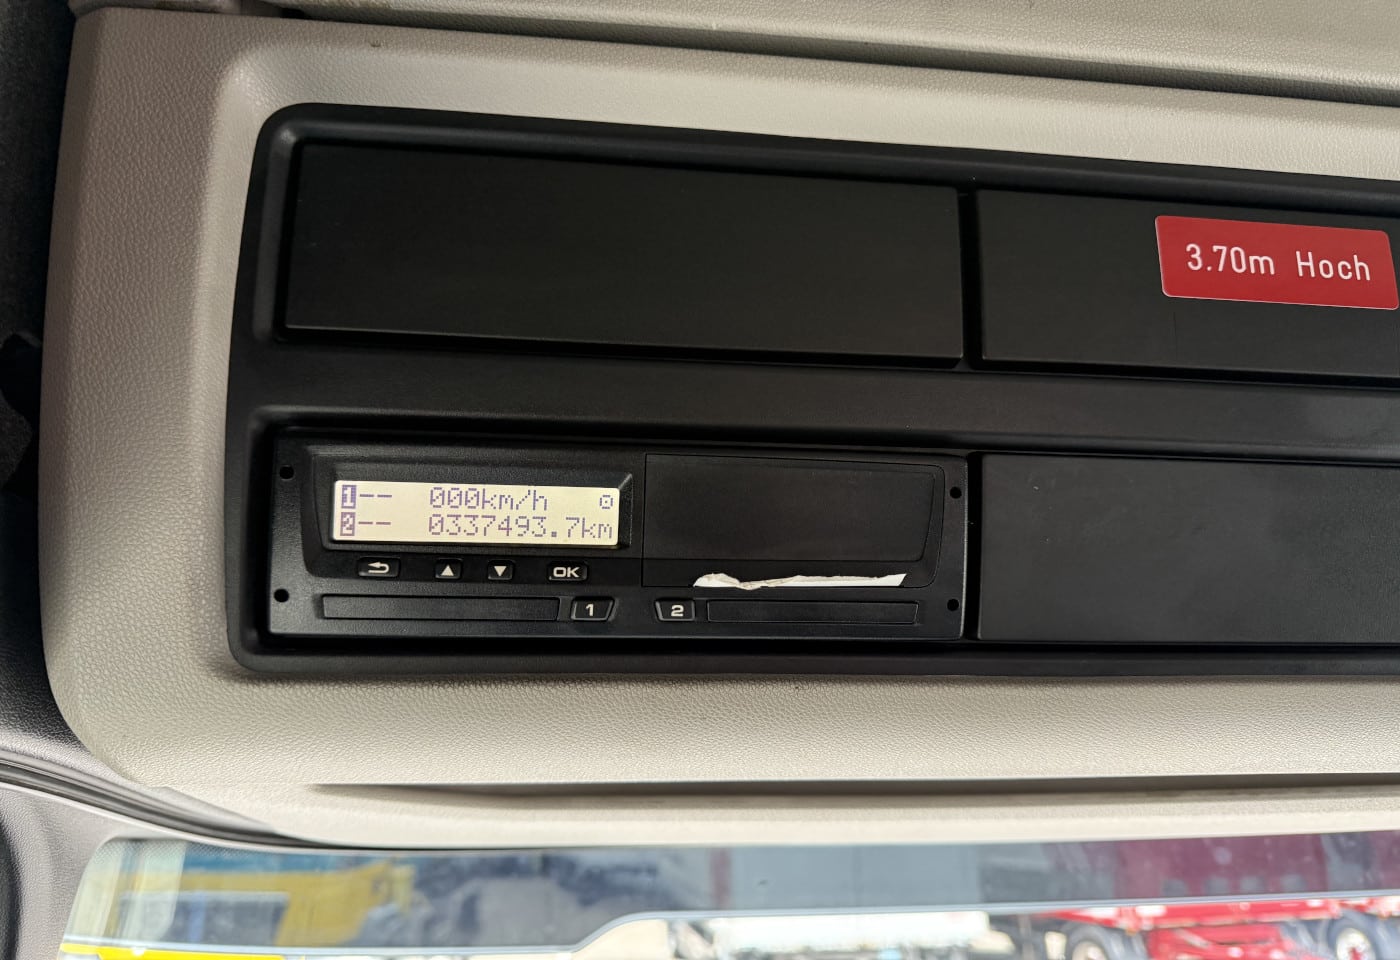 3.70m Hoch
1-- 000km/h
2-- 0337493.7km
OK
1 2